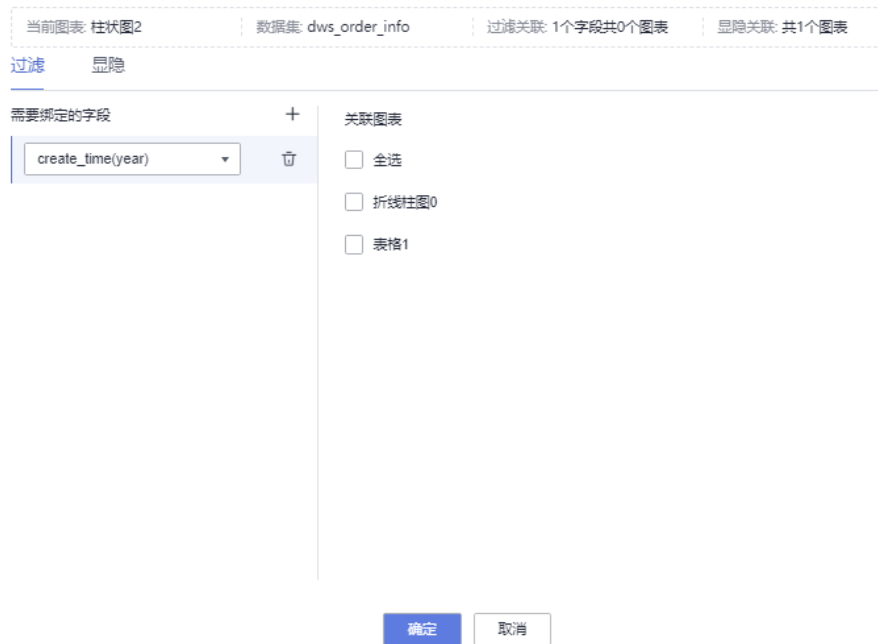 当前图表: 柱状图2 数据集: dws_order_info 过滤关联: 1个字段共0个图表 显隐关联: 共1个图表
过滤 显隐
需要绑定的字段
create_time(year)
关联图表
全选
折线柱图0
表格1
确定 取消